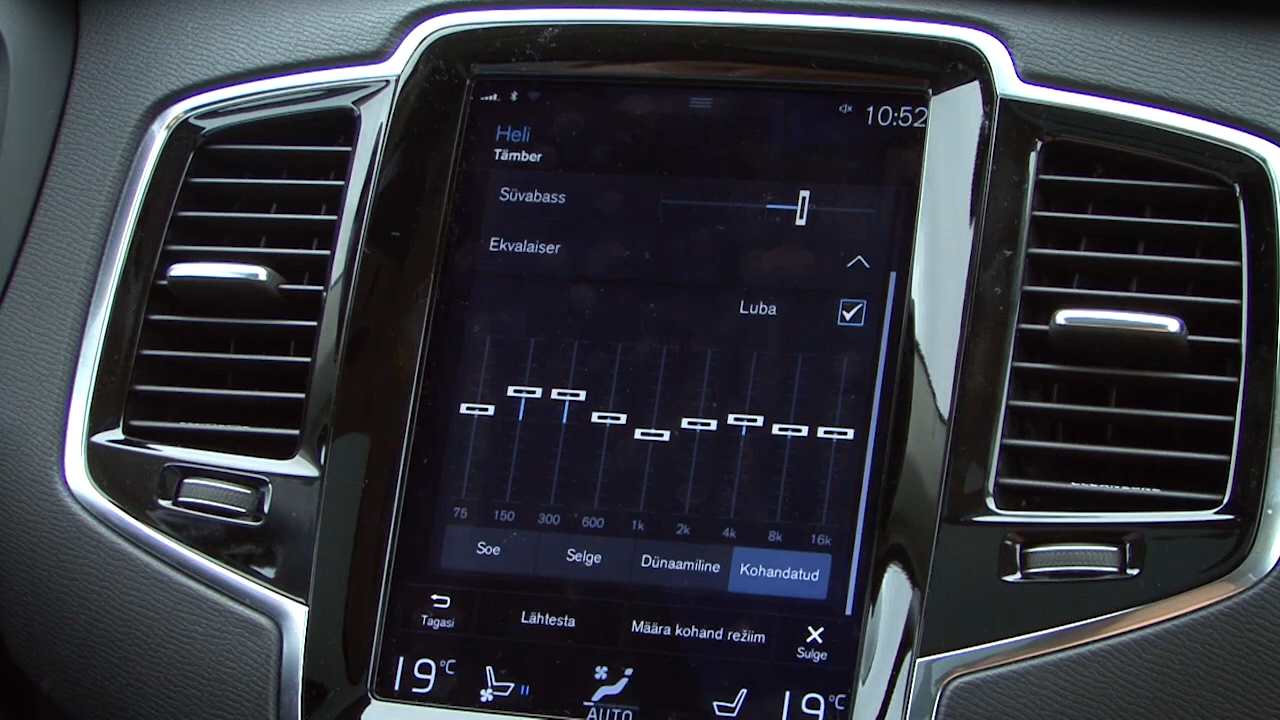 10:52
Heli
Tämber
Süvabass
Ekvalaiser
Luba
75 150 300 600 1k 2k 4k 8k 16k
Soe Selge Dünaamiline Kohandatud
Tagasi Lähtesta Määra kohand režiim Sulge
19°C AUTO 19°C